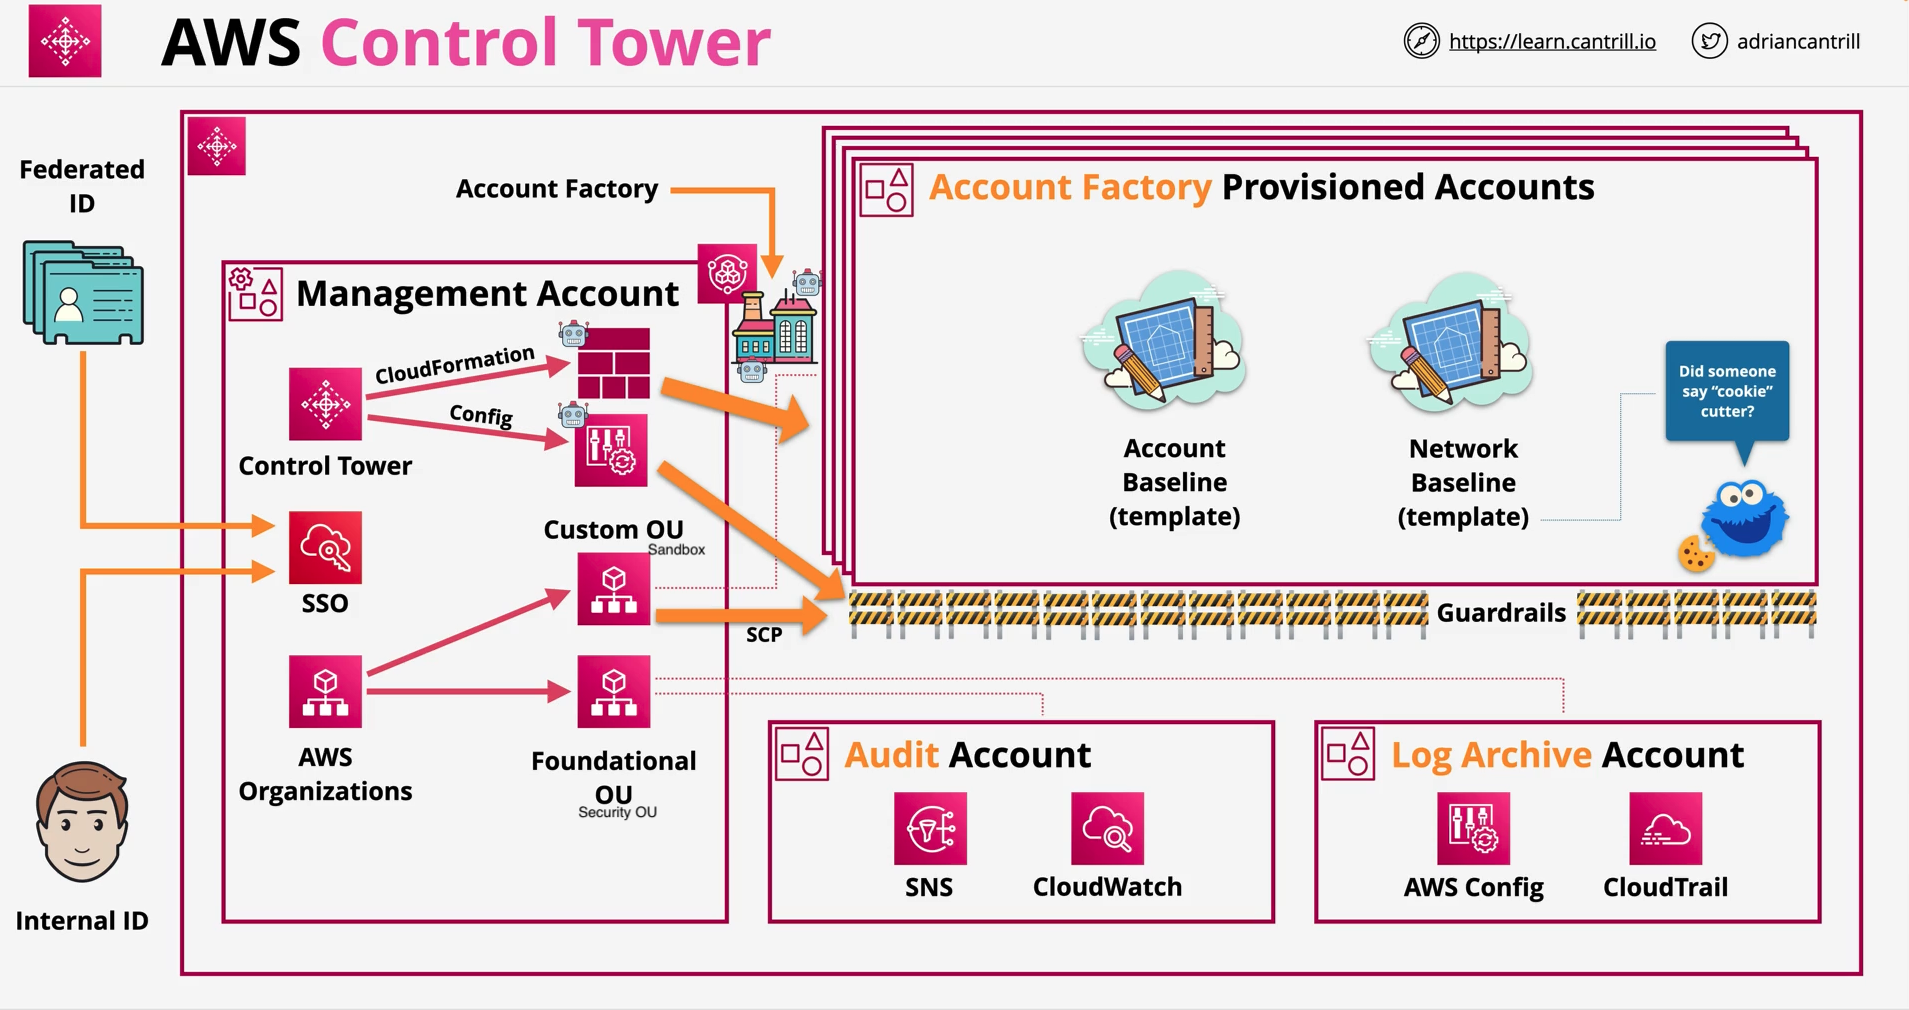 AWS Control Tower
https://learn.cantrill.io
adriancantrill
Federated
ID
Internal ID
Account Factory
Management Account
CloudFormation
Config
Control Tower
SSO
AWS
Organizations
Custom OU
Sandbox
Foundational
OU
Security OU
SCP
Account Factory Provisioned Accounts
Account
Baseline
(template)
Network
Baseline
(template)
Did someone
say “cookie”
cutter?
Guardrails
Audit Account
SNS
CloudWatch
Log Archive Account
AWS Config
CloudTrail